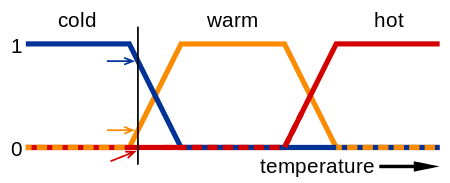 cold warm hot
1
0
temperature